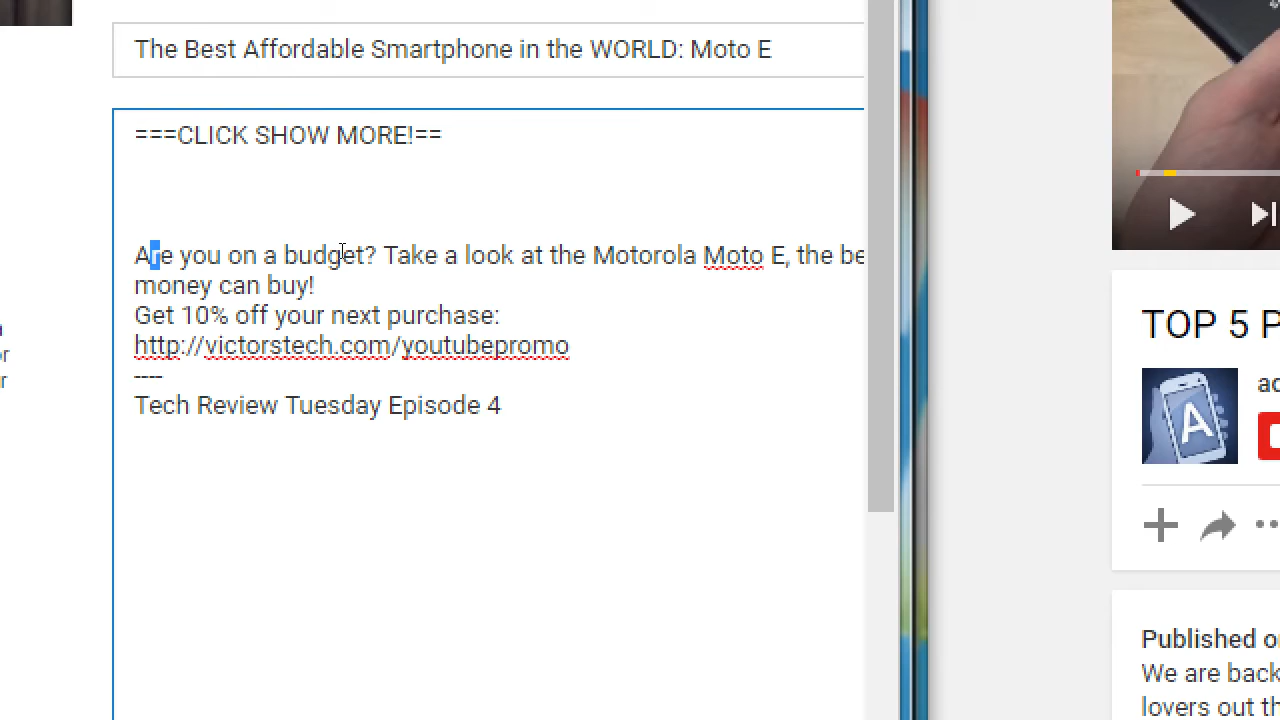 The Best Affordable Smartphone in the WORLD: Moto E
===CLICK SHOW MORE!==
Are you on a budget? Take a look at the Motorola Moto E, the be
money can buy!
Get 10% off your next purchase:
http://victorstech.com/youtubepromo
----
Tech Review Tuesday Episode 4
TOP 5 P
A
Published o
We are back
lovers out th